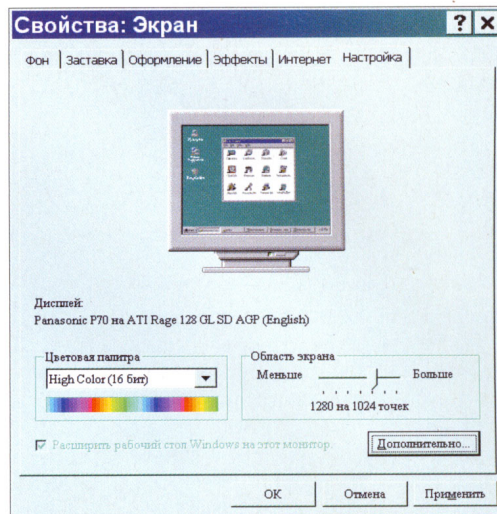 Свойства: Экран
Фон Заставка Оформление Эффекты Интернет Настройка
Дисплей:
Panasonic P70 на ATI Rage 128 GL SD AGP (English)
Цветовая палитра
High Color (16 бит)
Область экрана
Меньше Больше
1280 на 1024 точек
Расширить рабочий стол Windows на этот монитор.
Дополнительно...
OK Отмена Применить